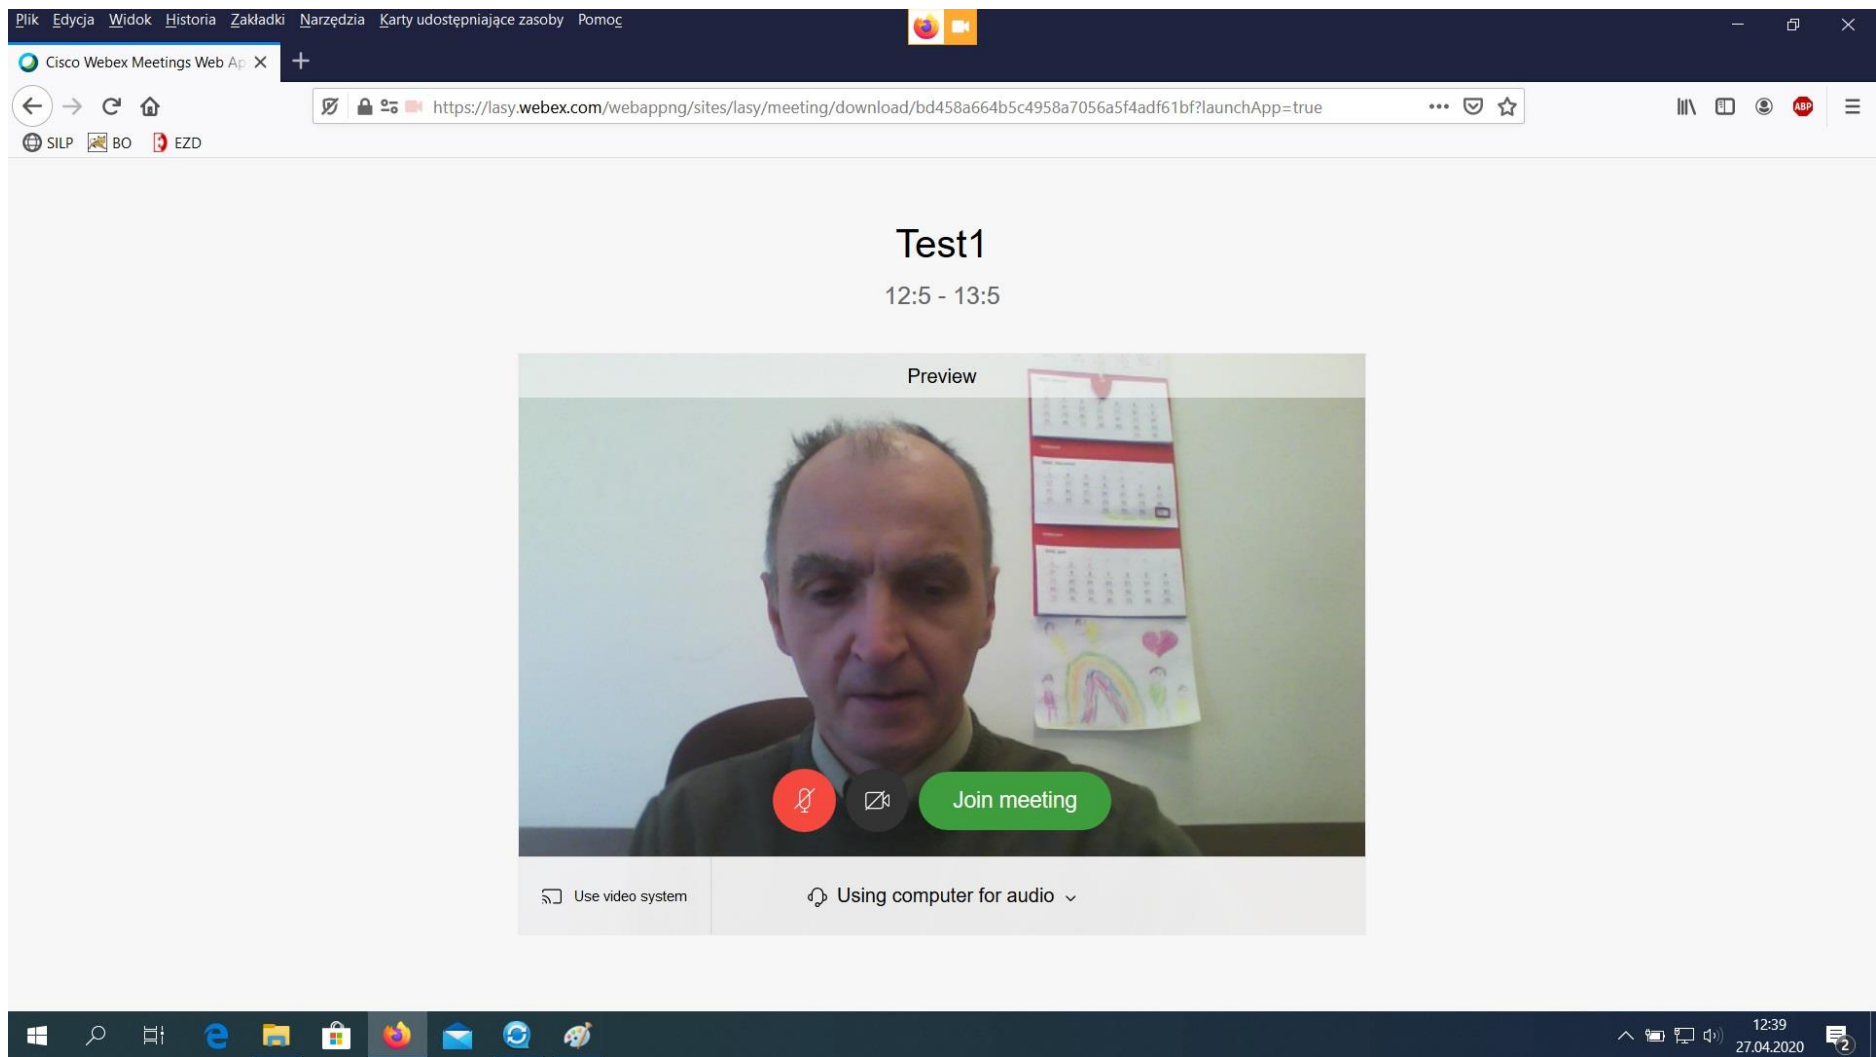 Plik Edycja Widok Historia Zakładki Narzędzia Karty udostępniające zasoby Pomoc
Cisco Webex Meetings Web Ap
https://lasy.webex.com/webappng/sites/lasy/meeting/download/bd458a664b5c4958a7056a5f4adf61bf?launchApp=true
ABP
SILP BO EZD
Test1
12:5 - 13:5
Preview
Join meeting
Use video system
Using computer for audio
12:39
27.04.2020
2